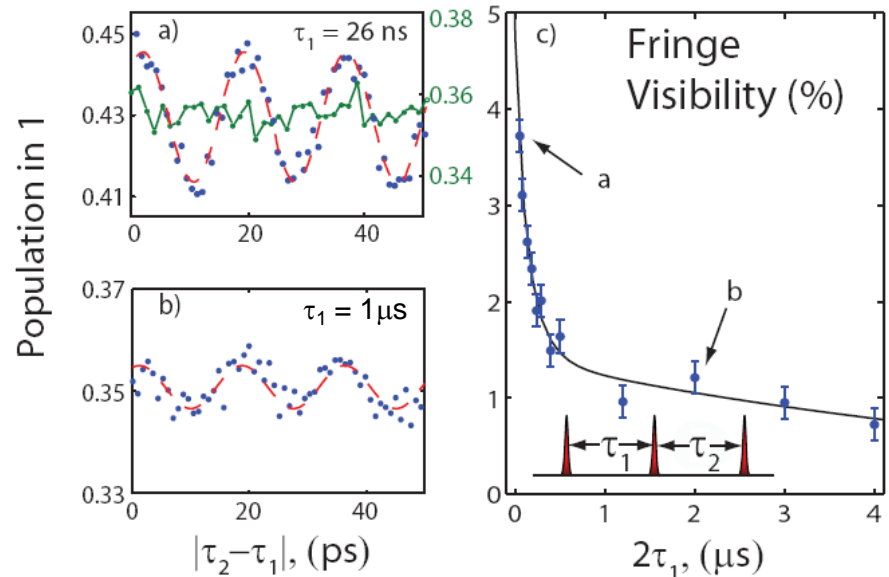 Population in 1
a)
τ₁ = 26 ns
0.45
0.43
0.41
0.38
0.36
0.34
0
20
40
b)
τ₁ = 1μs
0.37
0.35
0.33
0
20
40
|τ₂–τ₁|, (ps)
c)
Fringe
Visibility (%)
a
b
τ₁
τ₂
5
4
3
2
1
0
0
1
2
3
4
2τ₁, (μs)